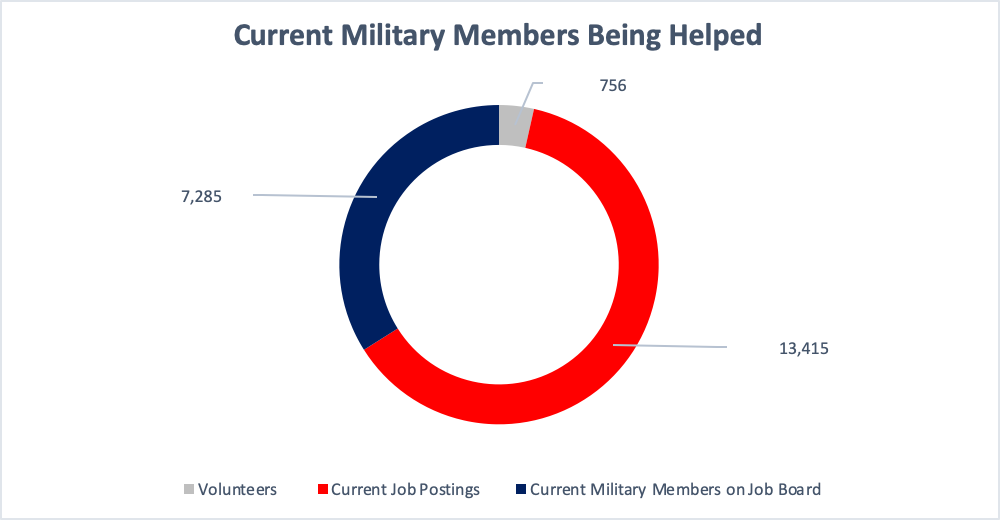 Current Military Members Being Helped
756
7,285
13,415
Volunteers
Current Job Postings
Current Military Members on Job Board